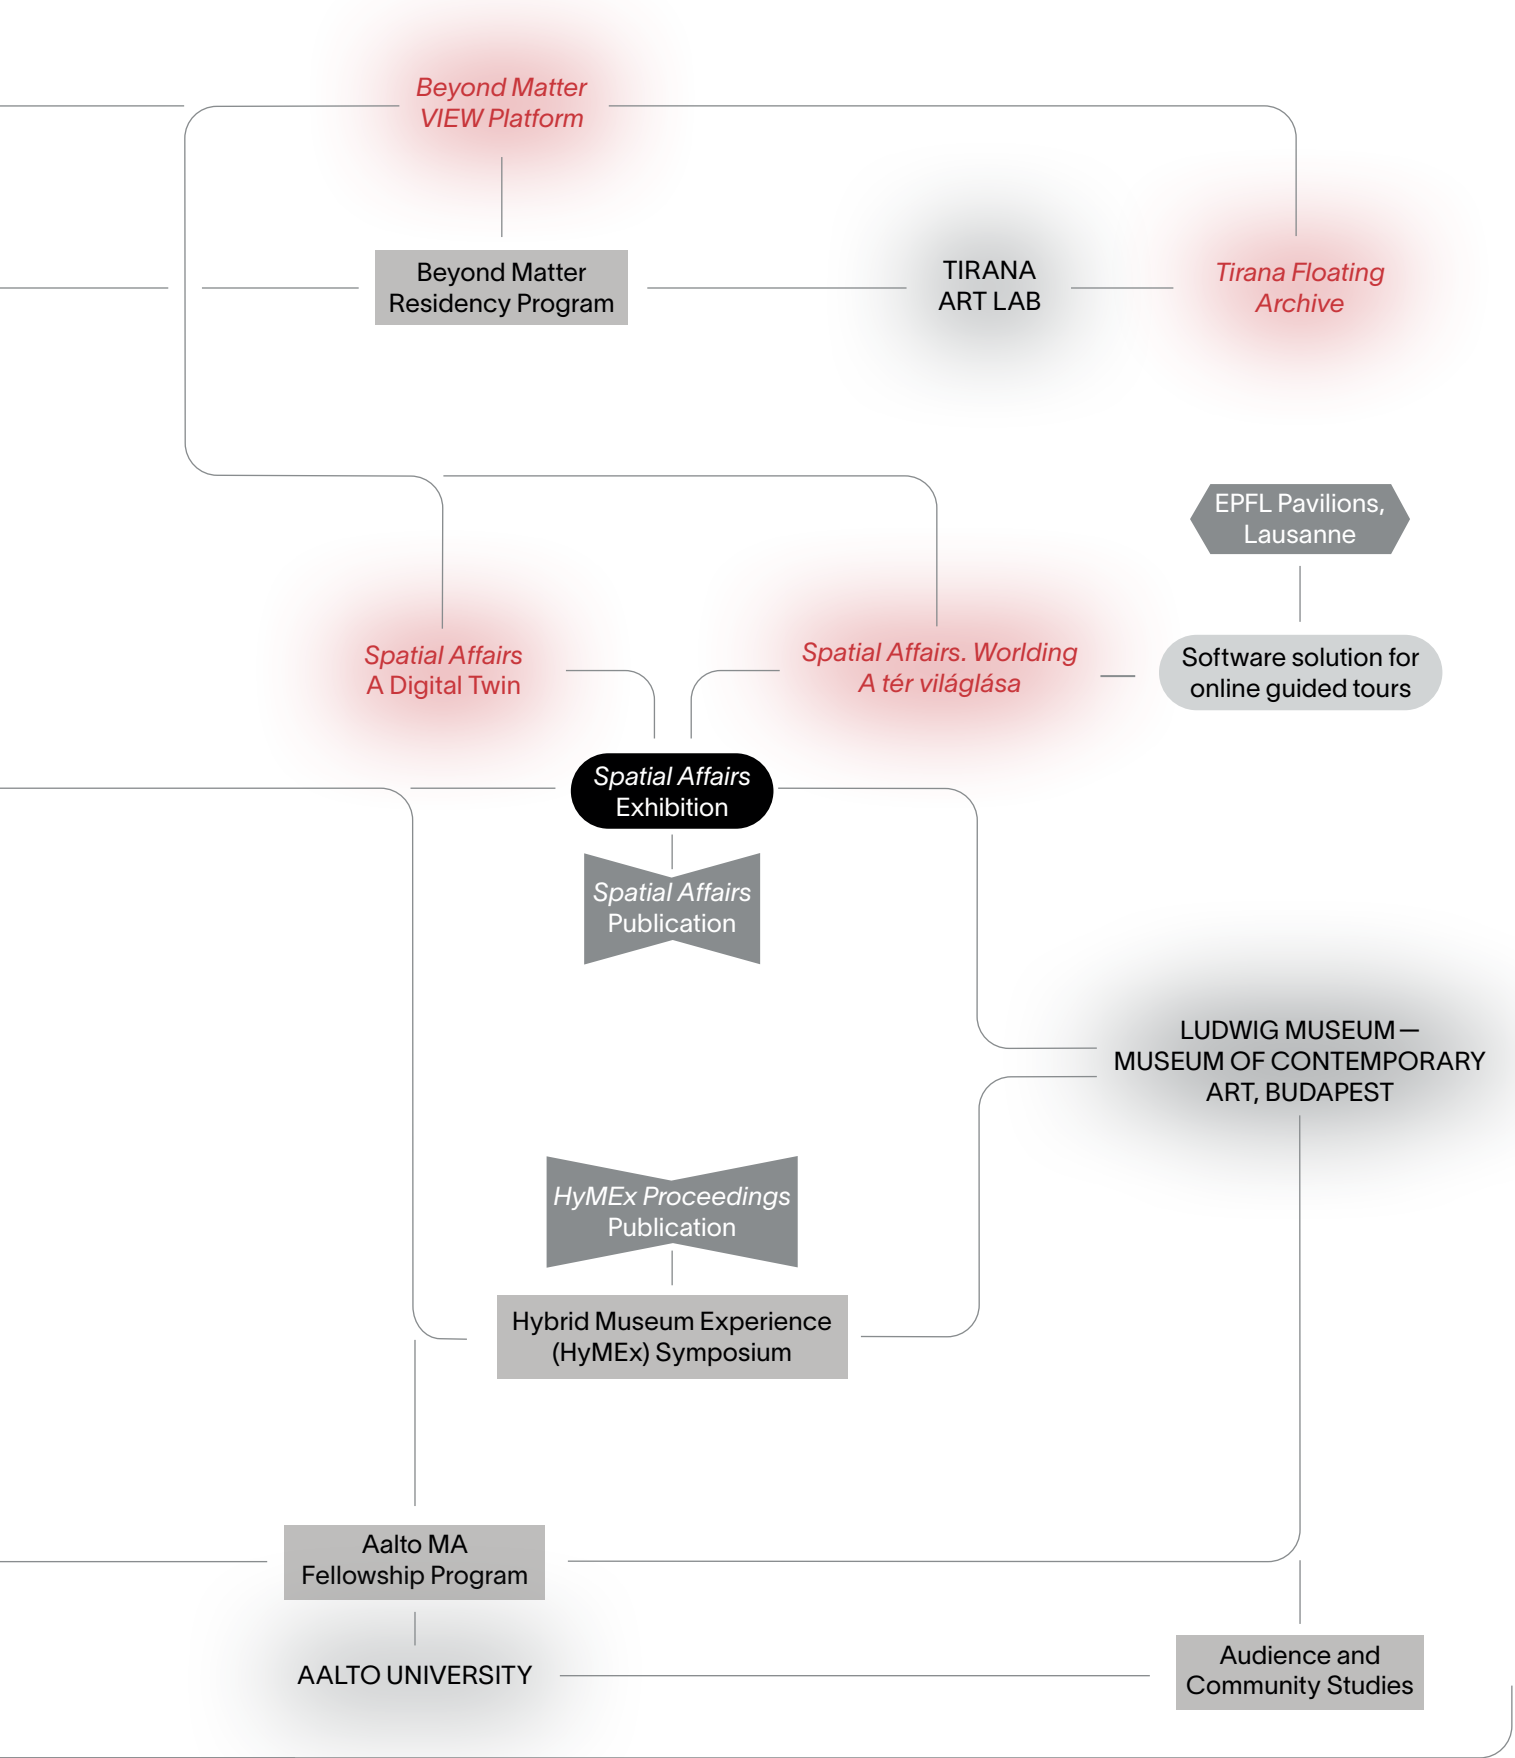 Beyond Matter
VIEW Platform
Beyond Matter
Residency Program
TIRANA
ART LAB
Tirana Floating
Archive
EPFL Pavilions,
Lausanne
Spatial Affairs
A Digital Twin
Spatial Affairs. Worlding
A tér világlása
Software solution for
online guided tours
Spatial Affairs
Exhibition
Spatial Affairs
Publication
LUDWIG MUSEUM —
MUSEUM OF CONTEMPORARY
ART, BUDAPEST
HyMEx Proceedings
Publication
Hybrid Museum Experience
(HyMEx) Symposium
Aalto MA
Fellowship Program
AALTO UNIVERSITY
Audience and
Community Studies